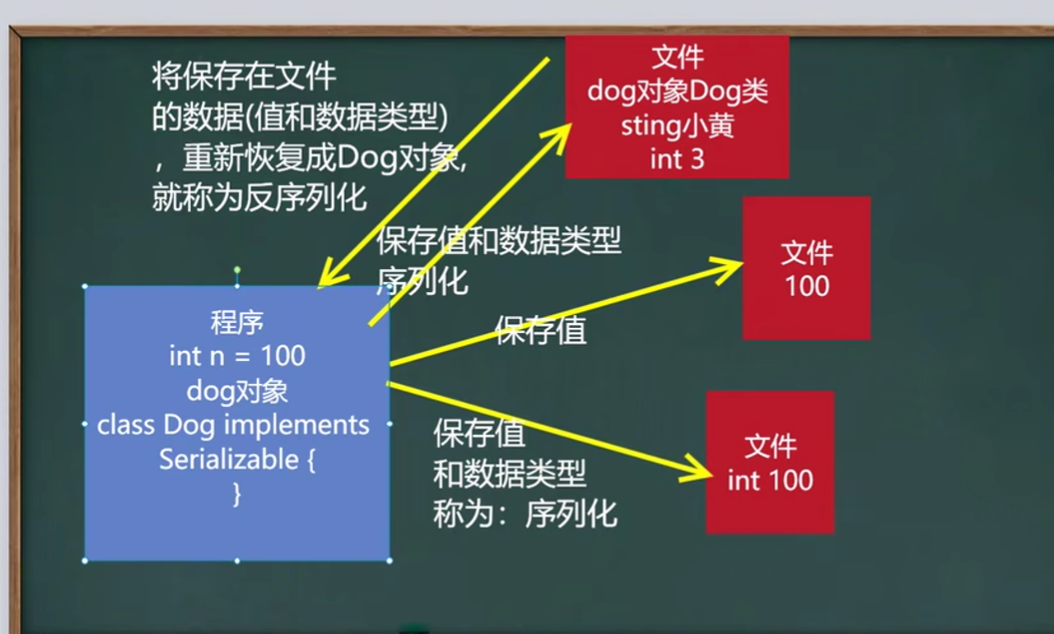 将保存在文件
的数据(值和数据类型)
，重新恢复成Dog对象,
就称为反序列化
文件
dog对象Dog类
sting小黄
int 3
保存值和数据类型
序列化
文件
100
保存值
程序
int n = 100
dog对象
class Dog implements
Serializable {
}
保存值
和数据类型
称为：序列化
文件
int 100